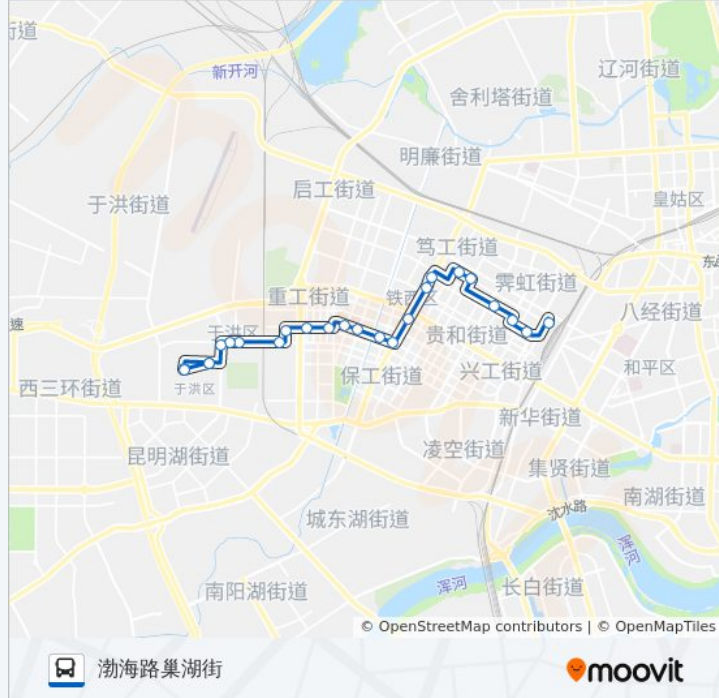 街道
新开河
辽河街道
舍利塔街道
明廉街道
启工街道
于洪街道
皇姑区
笃工街道
东
霁虹街道
重工街道
铁西区
八经街道
速
于洪区
贵和街道
和平区
西三环街道
于洪区
保工街道
兴工街道
新华街道
昆明湖街道
凌空街道
集贤街道
南湖街道
沈水路
城东湖街道
浑河
浑河
长白街道
南阳湖街道
© OpenStreetMap contributors | © OpenMapTiles
渤海路巢湖街
moovit